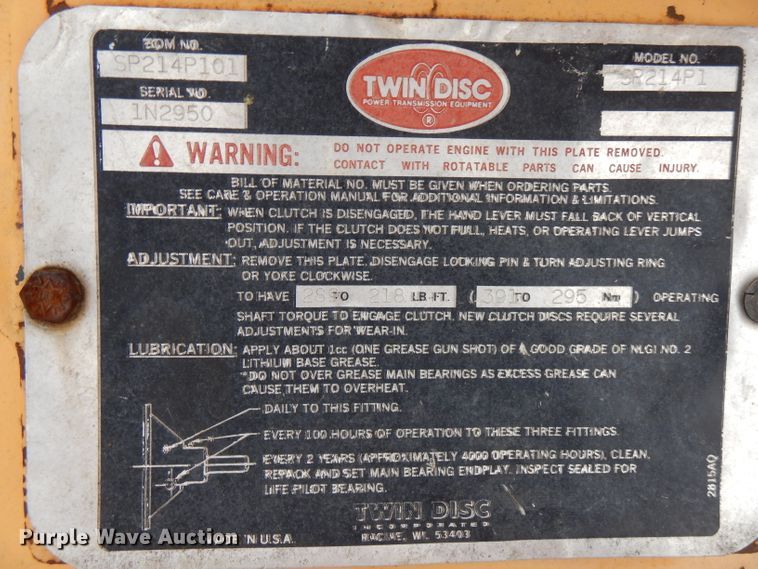 BOM NO.
SP214P101
SERIAL NO.
1N2950
TWIN DISC
POWER TRANSMISSION EQUIPMENT
®
MODEL NO.
SP214P1
WARNING: DO NOT OPERATE ENGINE WITH THIS PLATE REMOVED.
CONTACT WITH ROTATABLE PARTS CAN CAUSE INJURY.
BILL OF MATERIAL NO. MUST BE GIVEN WHEN ORDERING PARTS.
SEE CARE & OPERATION MANUAL FOR ADDITIONAL INFORMATION & LIMITATIONS.
IMPORTANT: WHEN CLUTCH IS DISENGAGED, THE HAND LEVER MUST FALL BACK OF VERTICAL
POSITION. IF THE CLUTCH DOES NOT PULL, HEATS, OR OPERATING LEVER JUMPS
OUT, ADJUSTMENT IS NECESSARY.
ADJUSTMENT: REMOVE THIS PLATE. DISENGAGE LOCKING PIN & TURN ADJUSTING RING
OR YOKE CLOCKWISE.
TO HAVE TO 218 LB-FT. ( 391 TO 295 Nm) OPERATING
SHAFT TORQUE TO ENGAGE CLUTCH. NEW CLUTCH DISCS REQUIRE SEVERAL
ADJUSTMENTS FOR WEAR-IN.
LUBRICATION: APPLY ABOUT 1cc (ONE GREASE GUN SHOT) OF A GOOD GRADE OF NLGI NO. 2
LITHIUM BASE GREASE.
*DO NOT OVER GREASE MAIN BEARINGS AS EXCESS GREASE CAN
CAUSE THEM TO OVERHEAT.
DAILY TO THIS FITTING.
EVERY 100 HOURS OF OPERATION TO THESE THREE FITTINGS.
EVERY 2 YEARS (APPROXIMATELY 4000 OPERATING HOURS), CLEAN,
REPACK AND SET MAIN BEARING ENDPLAY. INSPECT SEALED FOR
LIFE PILOT BEARING.
2815AQ
TWIN DISC
INCORPORATED
RACINE, WI. 53403
IN U.S.A.
Purple Wave Auction